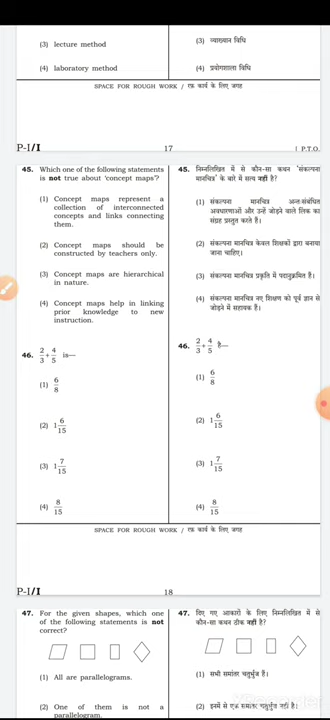 (3) lecture method
(4) laboratory method
(3) व्याख्यान विधि
(4) प्रयोगशाला विधि
SPACE FOR ROUGH WORK / रफ़ कार्य के लिए जगह
P-I/I
17
[ P.T.O.
45. Which one of the following statements
is not true about 'concept maps'?
(1) Concept maps represent a
collection of interconnected
concepts and links connecting
them.
(2) Concept maps should be
constructed by teachers only.
(3) Concept maps are hierarchical
in nature.
(4) Concept maps help in linking
prior knowledge to new
instruction.
46. 2/3 + 4/5 is—
(1) 6/8
(2) 1 6/15
(3) 1 7/15
(4) 8/15
45. निम्नलिखित में से कौन-सा कथन 'संकल्पना
मानचित्र' के बारे में सत्य नहीं है?
(1) संकल्पना मानचित्र अन्तःसंबंधित
अवधारणाओं और उन्हें जोड़ने वाले लिंक का
संग्रह प्रस्तुत करते हैं।
(2) संकल्पना मानचित्र केवल शिक्षकों द्वारा बनाया
जाना चाहिए।
(3) संकल्पना मानचित्र प्रकृति में पदानुक्रमित हैं।
(4) संकल्पना मानचित्र नए शिक्षण को पूर्व ज्ञान से
जोड़ने में सहायक हैं।
46. 2/3 + 4/5 है—
(1) 6/8
(2) 1 6/15
(3) 1 7/15
(4) 8/15
SPACE FOR ROUGH WORK / रफ़ कार्य के लिए जगह
P-I/I
18
47. For the given shapes, which one
of the following statements is not
correct?
(1) All are parallelograms.
(2) One of them is not a
parallelogram.
47. दिए गए आकारों के लिए निम्नलिखित में से
कौन-सा कथन ठीक नहीं है?
(1) सभी समांतर चतुर्भुज हैं।
(2) इनमें से एक समांतर चतुर्भुज नहीं है।